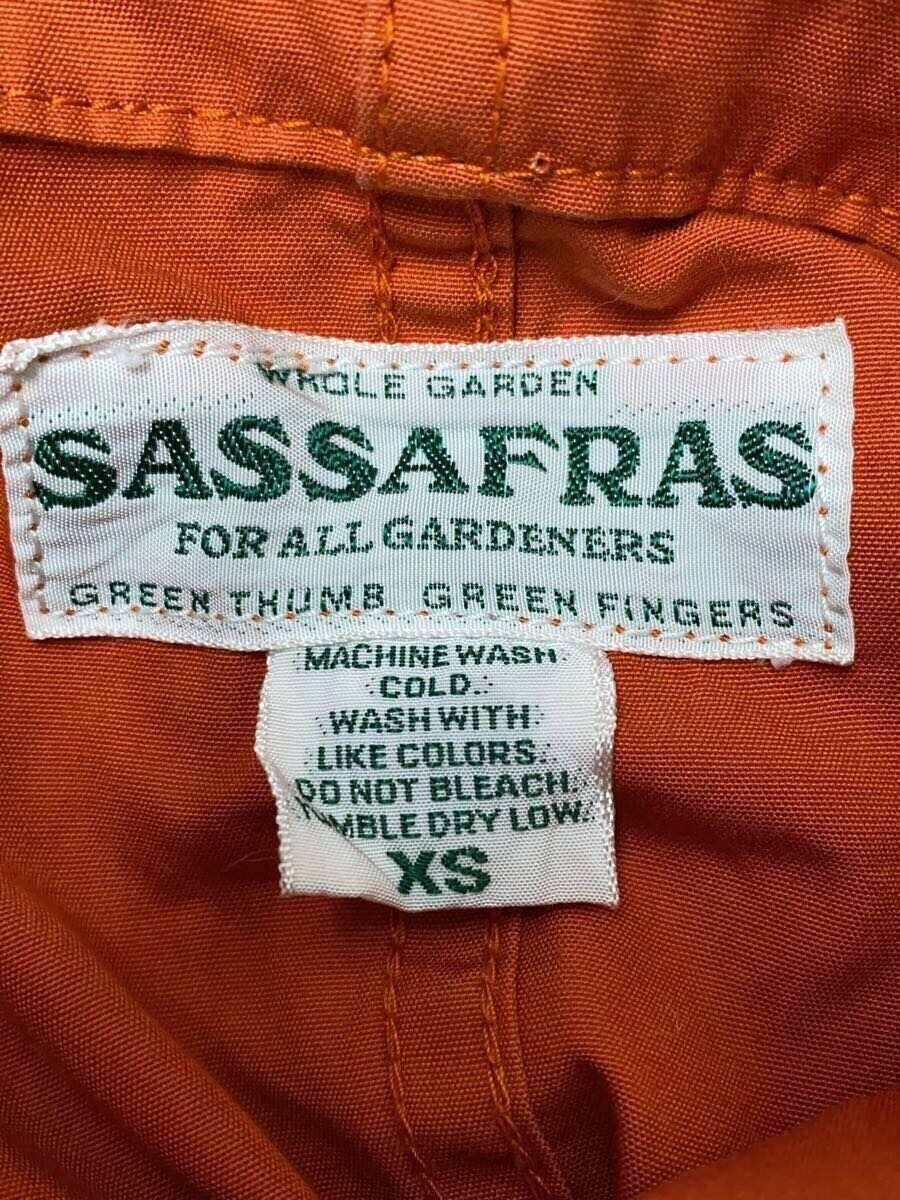 WHOLE GARDEN
SASSAFRAS
FOR ALL GARDENERS
GREEN THUMB GREEN FINGERS
MACHINE WASH
COLD.
WASH WITH
LIKE COLORS.
DO NOT BLEACH.
TUMBLE DRY LOW.
XS